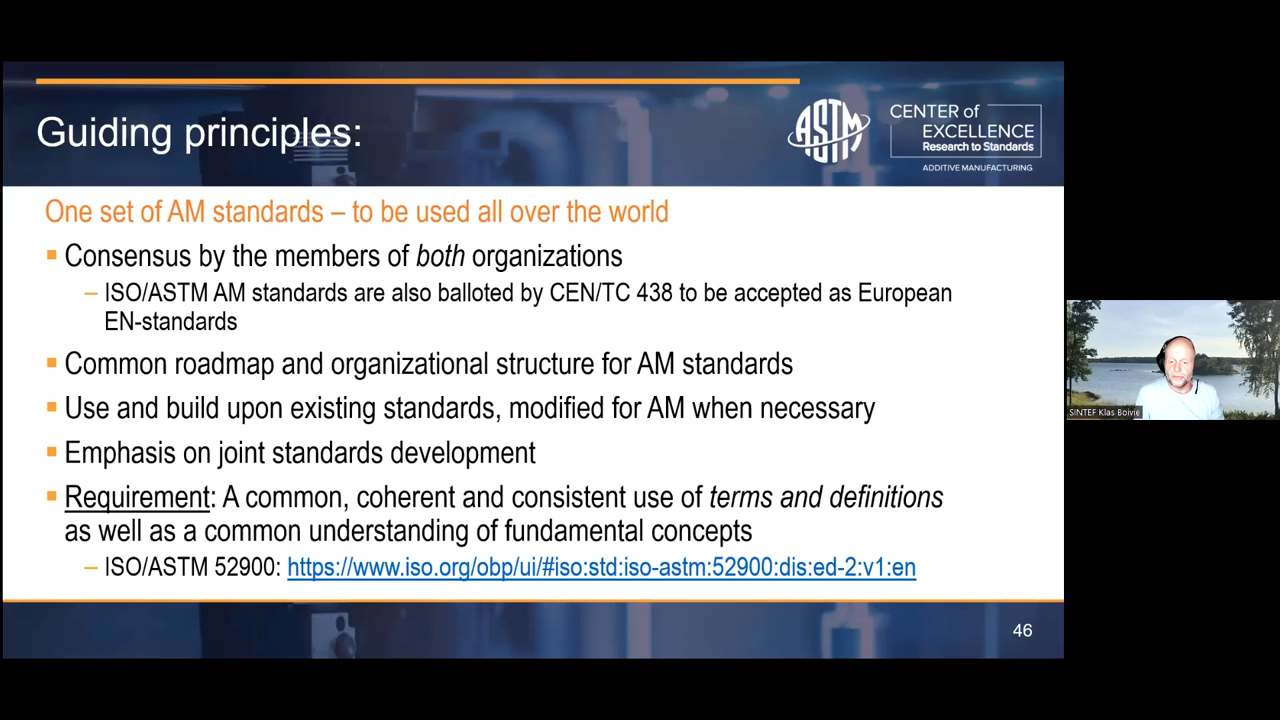 Guiding principles:
ASTM
CENTER of
EXCELLENCE
Research to Standards
ADDITIVE MANUFACTURING
One set of AM standards – to be used all over the world
▪ Consensus by the members of both organizations
– ISO/ASTM AM standards are also balloted by CEN/TC 438 to be accepted as European
EN-standards
▪ Common roadmap and organizational structure for AM standards
▪ Use and build upon existing standards, modified for AM when necessary
▪ Emphasis on joint standards development
▪ Requirement: A common, coherent and consistent use of terms and definitions
as well as a common understanding of fundamental concepts
– ISO/ASTM 52900: https://www.iso.org/obp/ui/#iso:std:iso-astm:52900:dis:ed-2:v1:en
46
SINTEF Klas Boivie